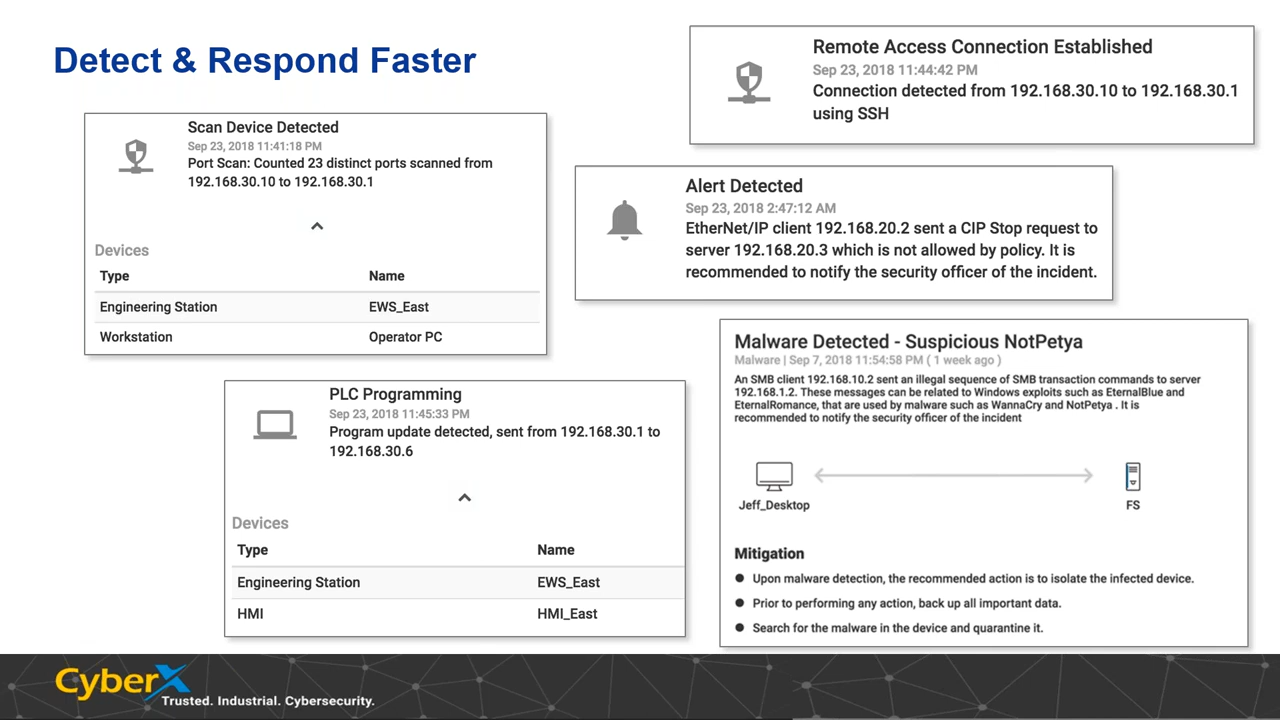 Detect & Respond Faster
Scan Device Detected
Sep 23, 2018 11:41:18 PM
Port Scan: Counted 23 distinct ports scanned from
192.168.30.10 to 192.168.30.1
Devices
Type Name
Engineering Station EWS_East
Workstation Operator PC
Remote Access Connection Established
Sep 23, 2018 11:44:42 PM
Connection detected from 192.168.30.10 to 192.168.30.1
using SSH
Alert Detected
Sep 23, 2018 2:47:12 AM
EtherNet/IP client 192.168.20.2 sent a CIP Stop request to
server 192.168.20.3 which is not allowed by policy. It is
recommended to notify the security officer of the incident.
PLC Programming
Sep 23, 2018 11:45:33 PM
Program update detected, sent from 192.168.30.1 to
192.168.30.6
Devices
Type Name
Engineering Station EWS_East
HMI HMI_East
Malware Detected - Suspicious NotPetya
Malware | Sep 7, 2018 11:54:58 PM ( 1 week ago )
An SMB client 192.168.10.2 sent an illegal sequence of SMB transaction commands to server
192.168.1.2. These messages can be related to Windows exploits such as EternalBlue and
EternalRomance, that are used by malware such as WannaCry and NotPetya . It is
recommended to notify the security officer of the incident
Jeff_Desktop FS
Mitigation
● Upon malware detection, the recommended action is to isolate the infected device.
● Prior to performing any action, back up all important data.
● Search for the malware in the device and quarantine it.
CyberX
Trusted. Industrial. Cybersecurity.